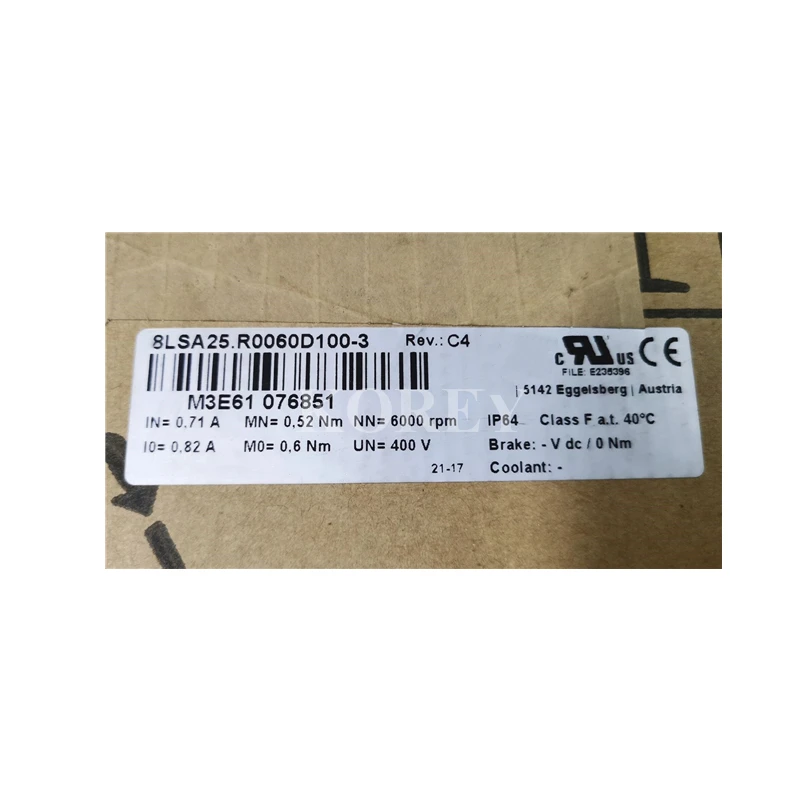 8LSA25.R0060D100-3 Rev.: C4
c RU US CE
FILE: E235396
| 5142 Eggelsberg | Austria
M3E61 076851
IN= 0.71 A MN= 0,52 Nm NN= 6000 rpm IP64 Class F a.t. 40°C
I0= 0.82 A M0= 0,6 Nm UN= 400 V Brake: - V dc / 0 Nm
21-17 Coolant: -